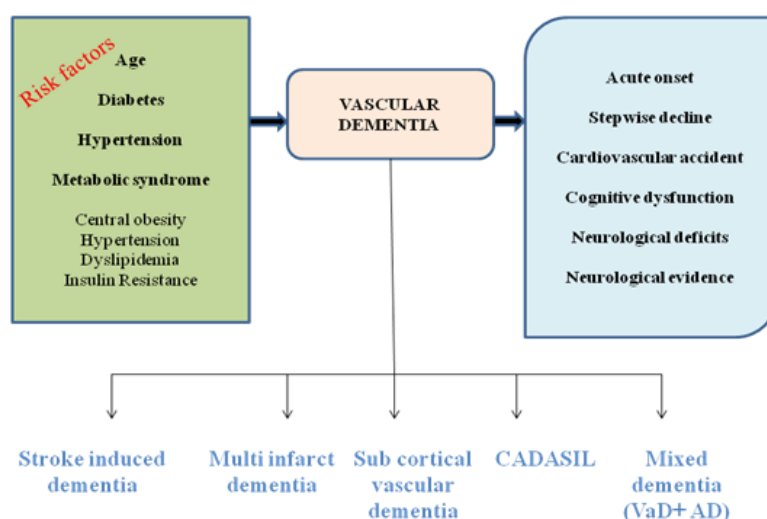 Risk factors
Age
Diabetes
Hypertension
Metabolic syndrome
Central obesity
Hypertension
Dyslipidemia
Insulin Resistance
VASCULAR
DEMENTIA
Acute onset
Stepwise decline
Cardiovascular accident
Cognitive dysfunction
Neurological deficits
Neurological evidence
Stroke induced
dementia
Multi infarct
dementia
Sub cortical
vascular
dementia
CADASIL
Mixed
dementia
(VaD+ AD)